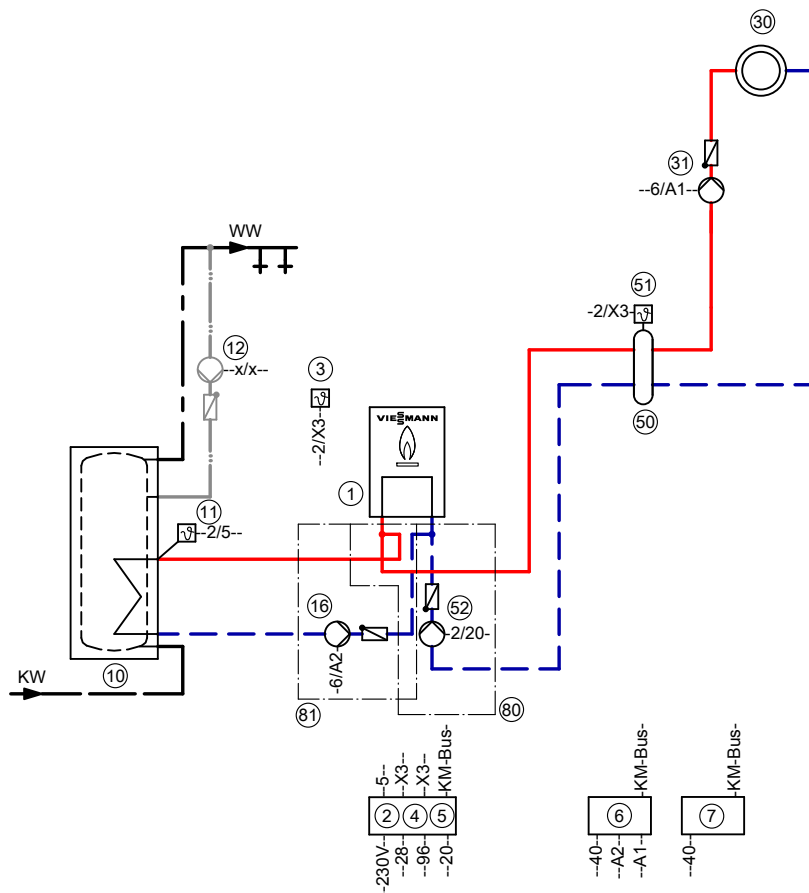 30
31
--6/A1--
WW
51
-2/X3-
12
--x/x--
3
--2/X3--
VIESSMANN
50
1
11
--2/5--
16
52
-2/20-
-6/A2-
10
KW
81
80
--5--
--X3--
--X3--
-KM-Bus-
2
4
5
--230V-
--28--
--96--
--20--
-KM-Bus-
6
--40--
--A2--
--A1--
-KM-Bus-
7
--40--